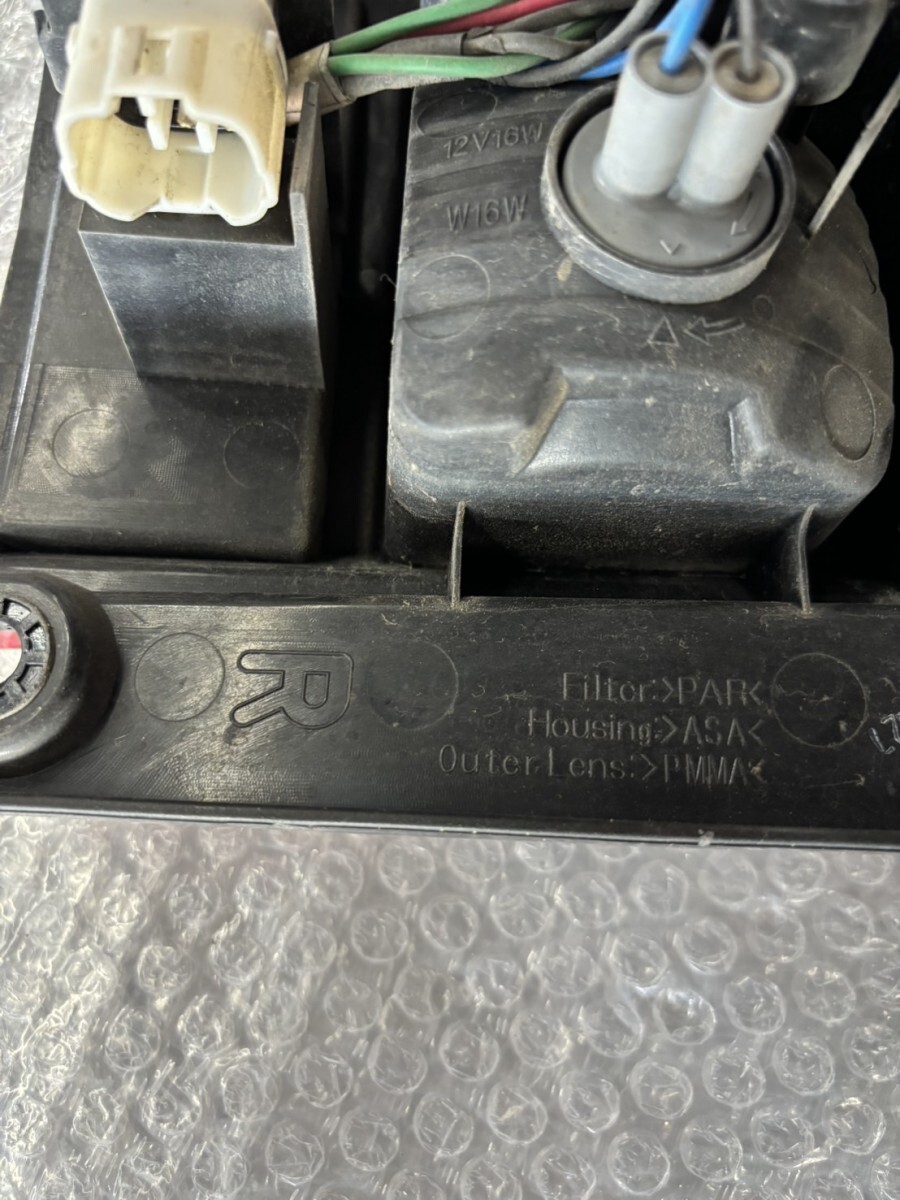 12V16W
W16W
R
Filter:>PAR<
Housing:>ASA<
Outer Lens:>PMMA<